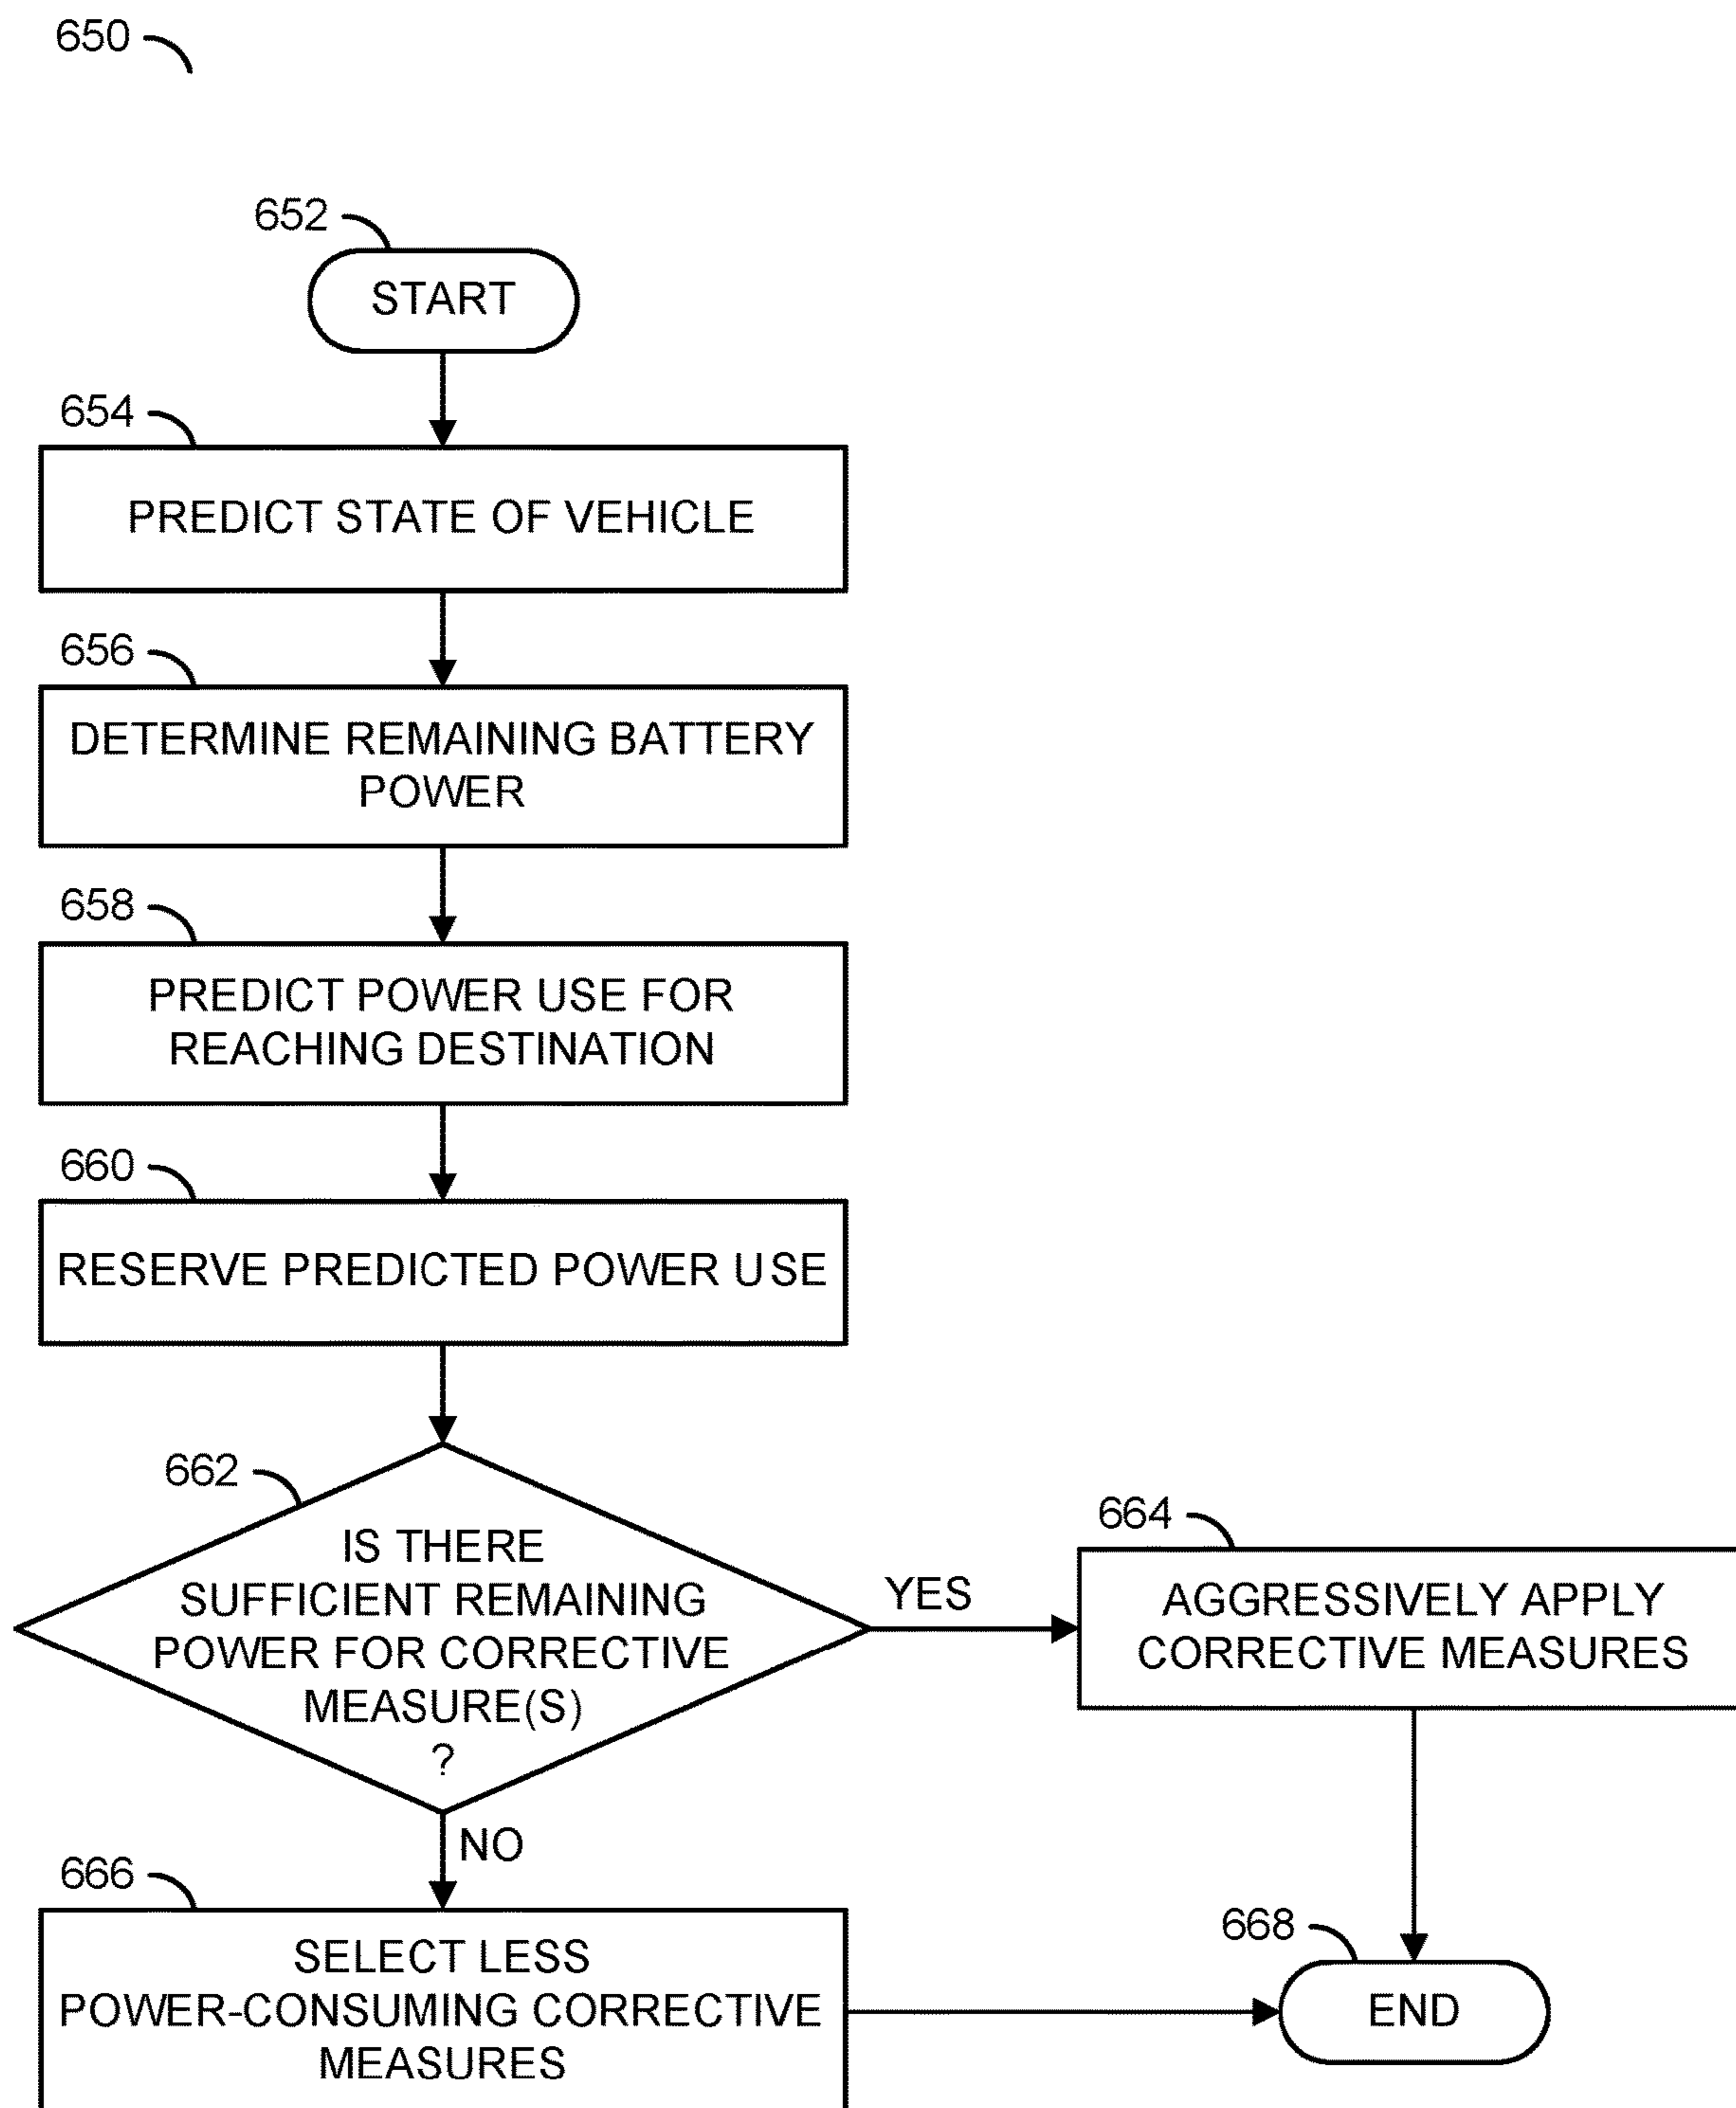 650
652
START
654
PREDICT STATE OF VEHICLE
656
DETERMINE REMAINING BATTERY
POWER
658
PREDICT POWER USE FOR
REACHING DESTINATION
660
RESERVE PREDICTED POWER USE
662
IS THERE
SUFFICIENT REMAINING
POWER FOR CORRECTIVE
MEASURE(S)
?
YES
664
AGGRESSIVELY APPLY
CORRECTIVE MEASURES
NO
666
SELECT LESS
POWER-CONSUMING CORRECTIVE
MEASURES
668
END